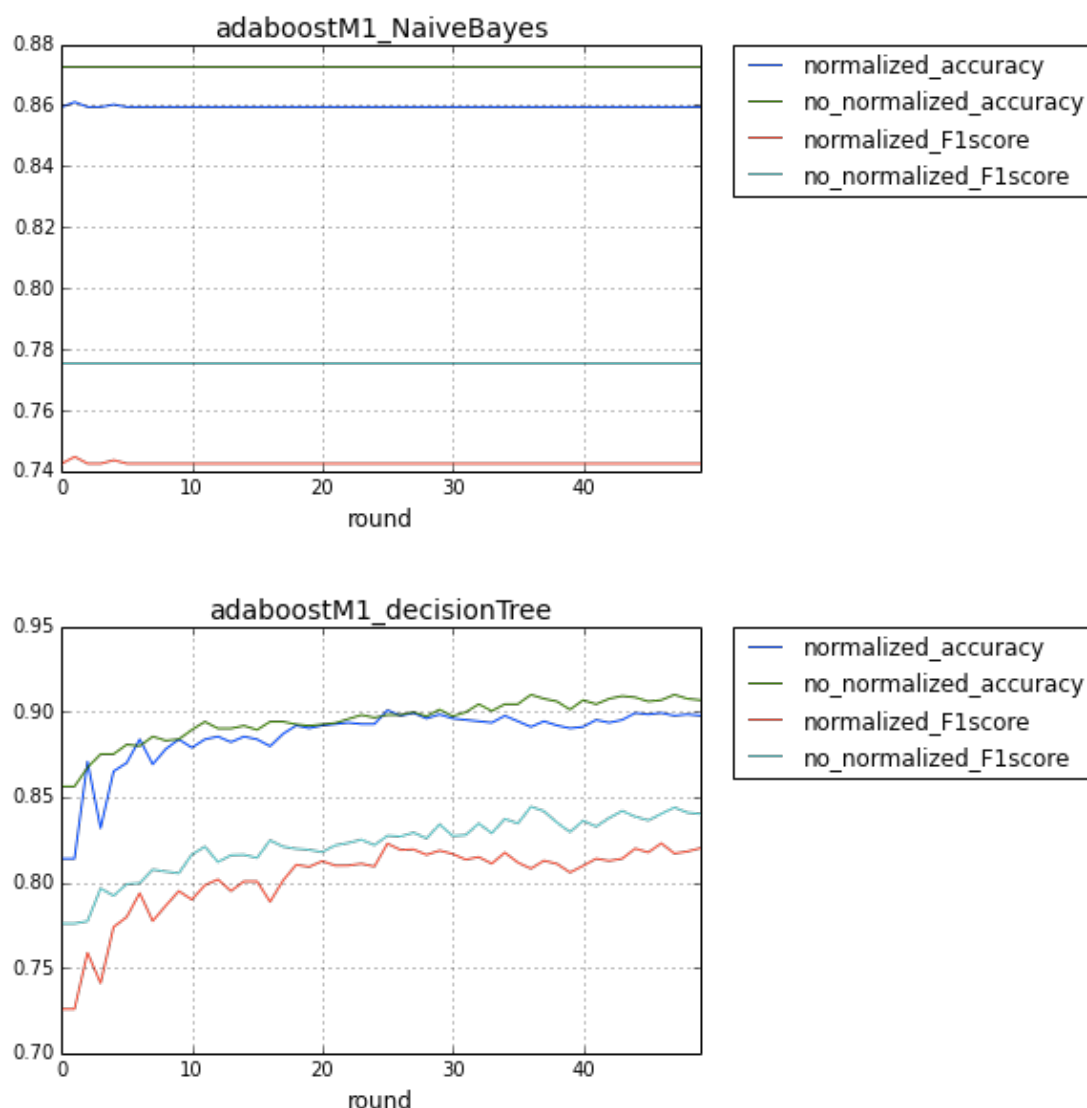 adaboostM1_NaiveBayes
0.88
0.86
0.84
0.82
0.80
0.78
0.76
0.74
0 10 20 30 40
round
normalized_accuracy
no_normalized_accuracy
normalized_F1score
no_normalized_F1score
adaboostM1_decisionTree
0.95
0.90
0.85
0.80
0.75
0.70
0 10 20 30 40
round
normalized_accuracy
no_normalized_accuracy
normalized_F1score
no_normalized_F1score